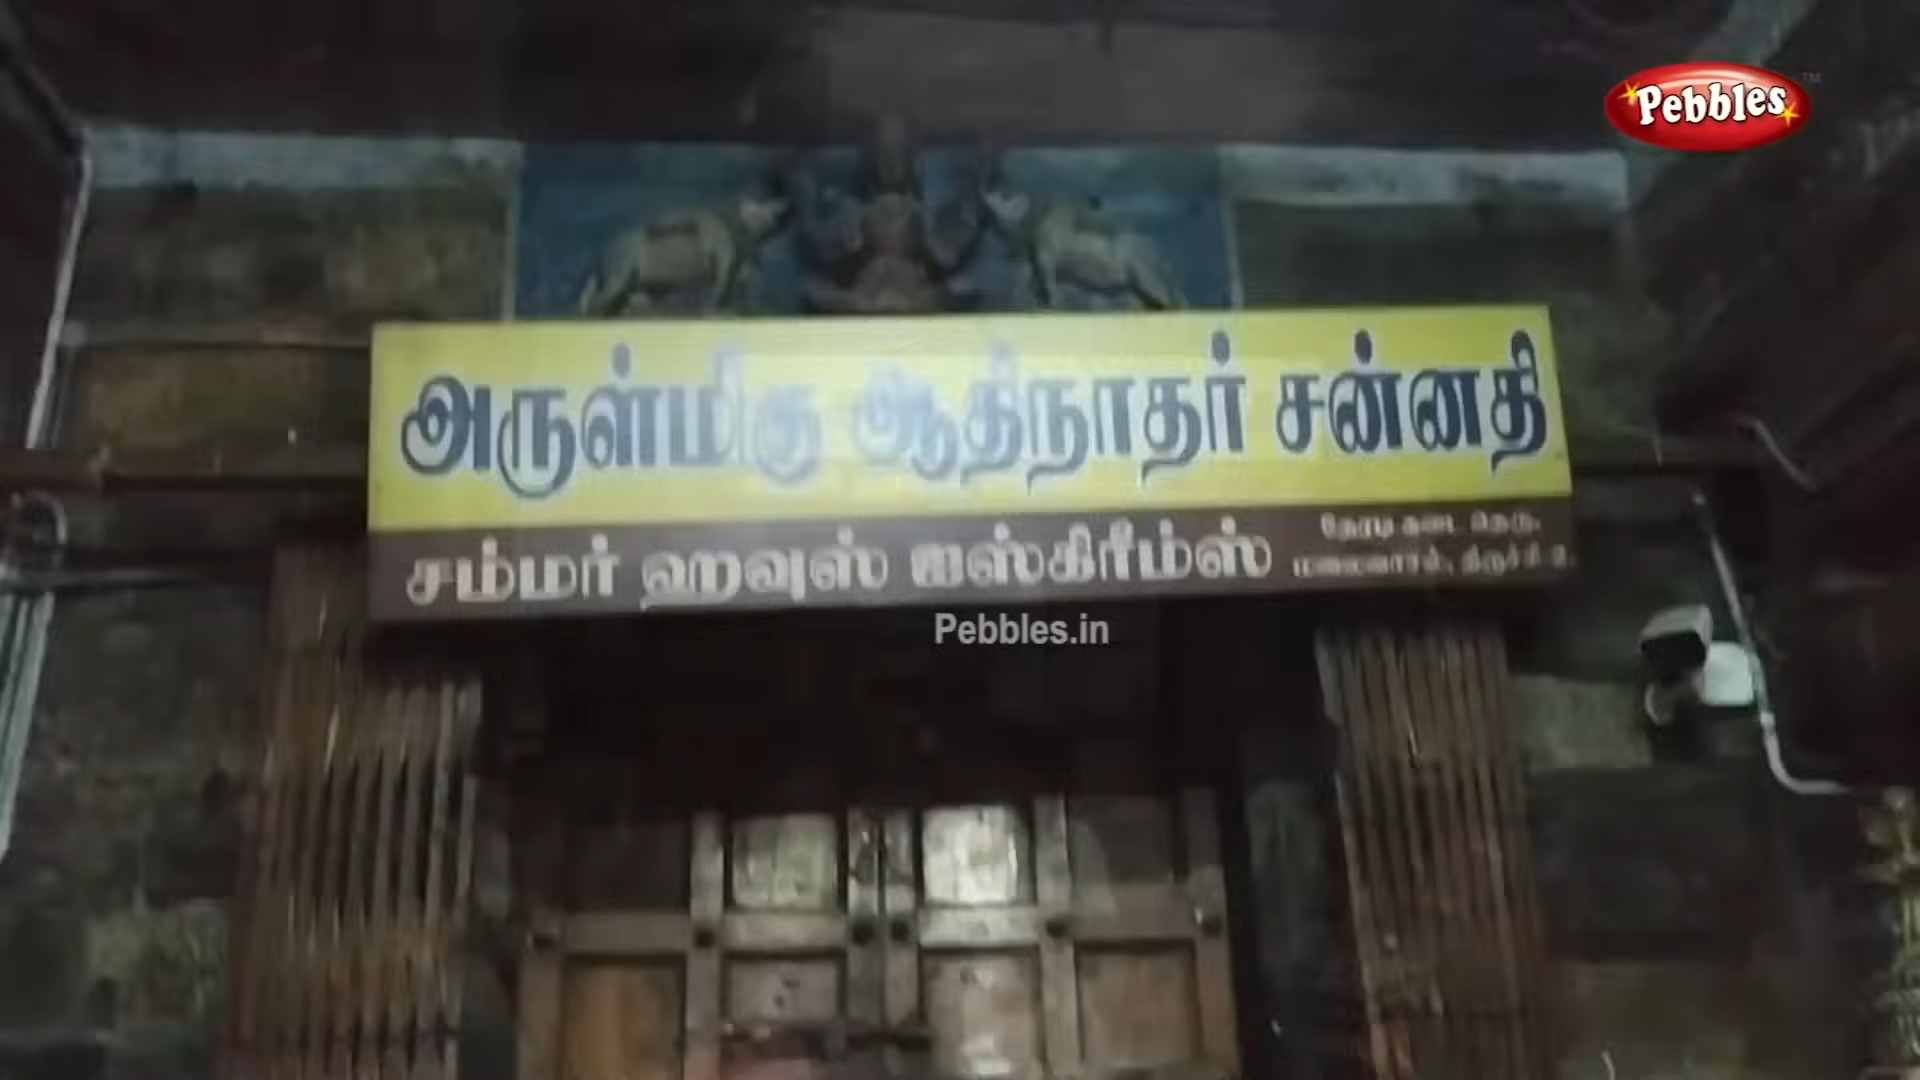 Pebbles
அருள்மிகு ஆதிநாதர் சன்னதி
சம்மர் ஹவுஸ் ஐஸ்கிரீம்ஸ்
Pebbles.in